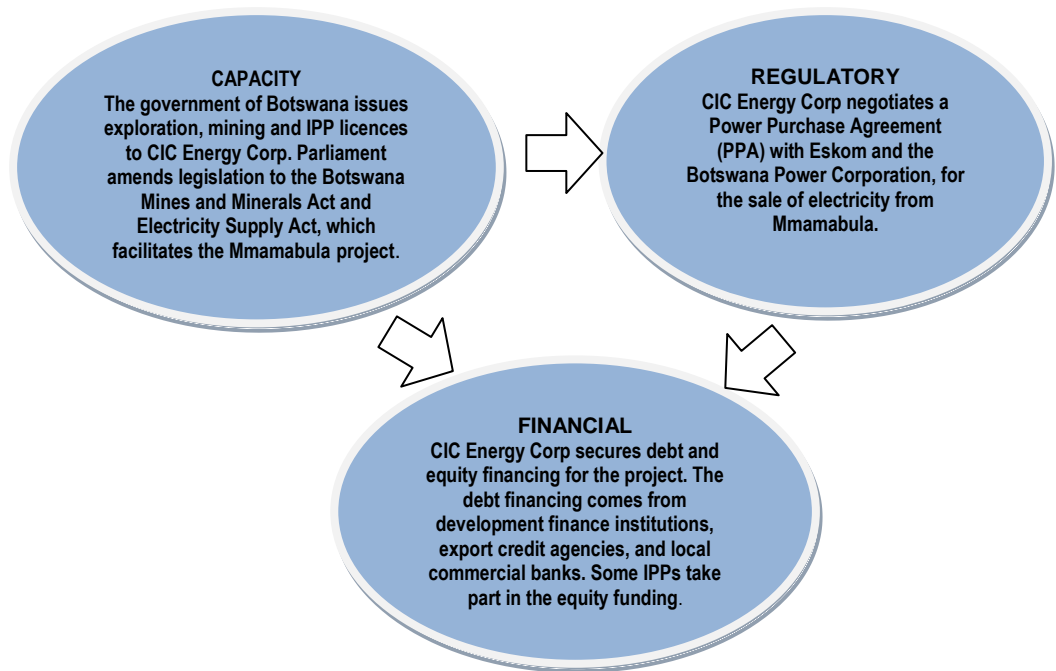 CAPACITY
The government of Botswana issues
exploration, mining and IPP licences
to CIC Energy Corp. Parliament
amends legislation to the Botswana
Mines and Minerals Act and
Electricity Supply Act, which
facilitates the Mmamabula project.
REGULATORY
CIC Energy Corp negotiates a
Power Purchase Agreement
(PPA) with Eskom and the
Botswana Power Corporation, for
the sale of electricity from
Mmamabula.
FINANCIAL
CIC Energy Corp secures debt and
equity financing for the project. The
debt financing comes from
development finance institutions,
export credit agencies, and local
commercial banks. Some IPPs take
part in the equity funding.